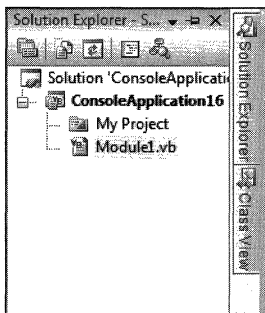 Solution Explorer - S...
Solution 'ConsoleApplicati
ConsoleApplication16
My Project
Module1.vb
Solution Explorer
Class View